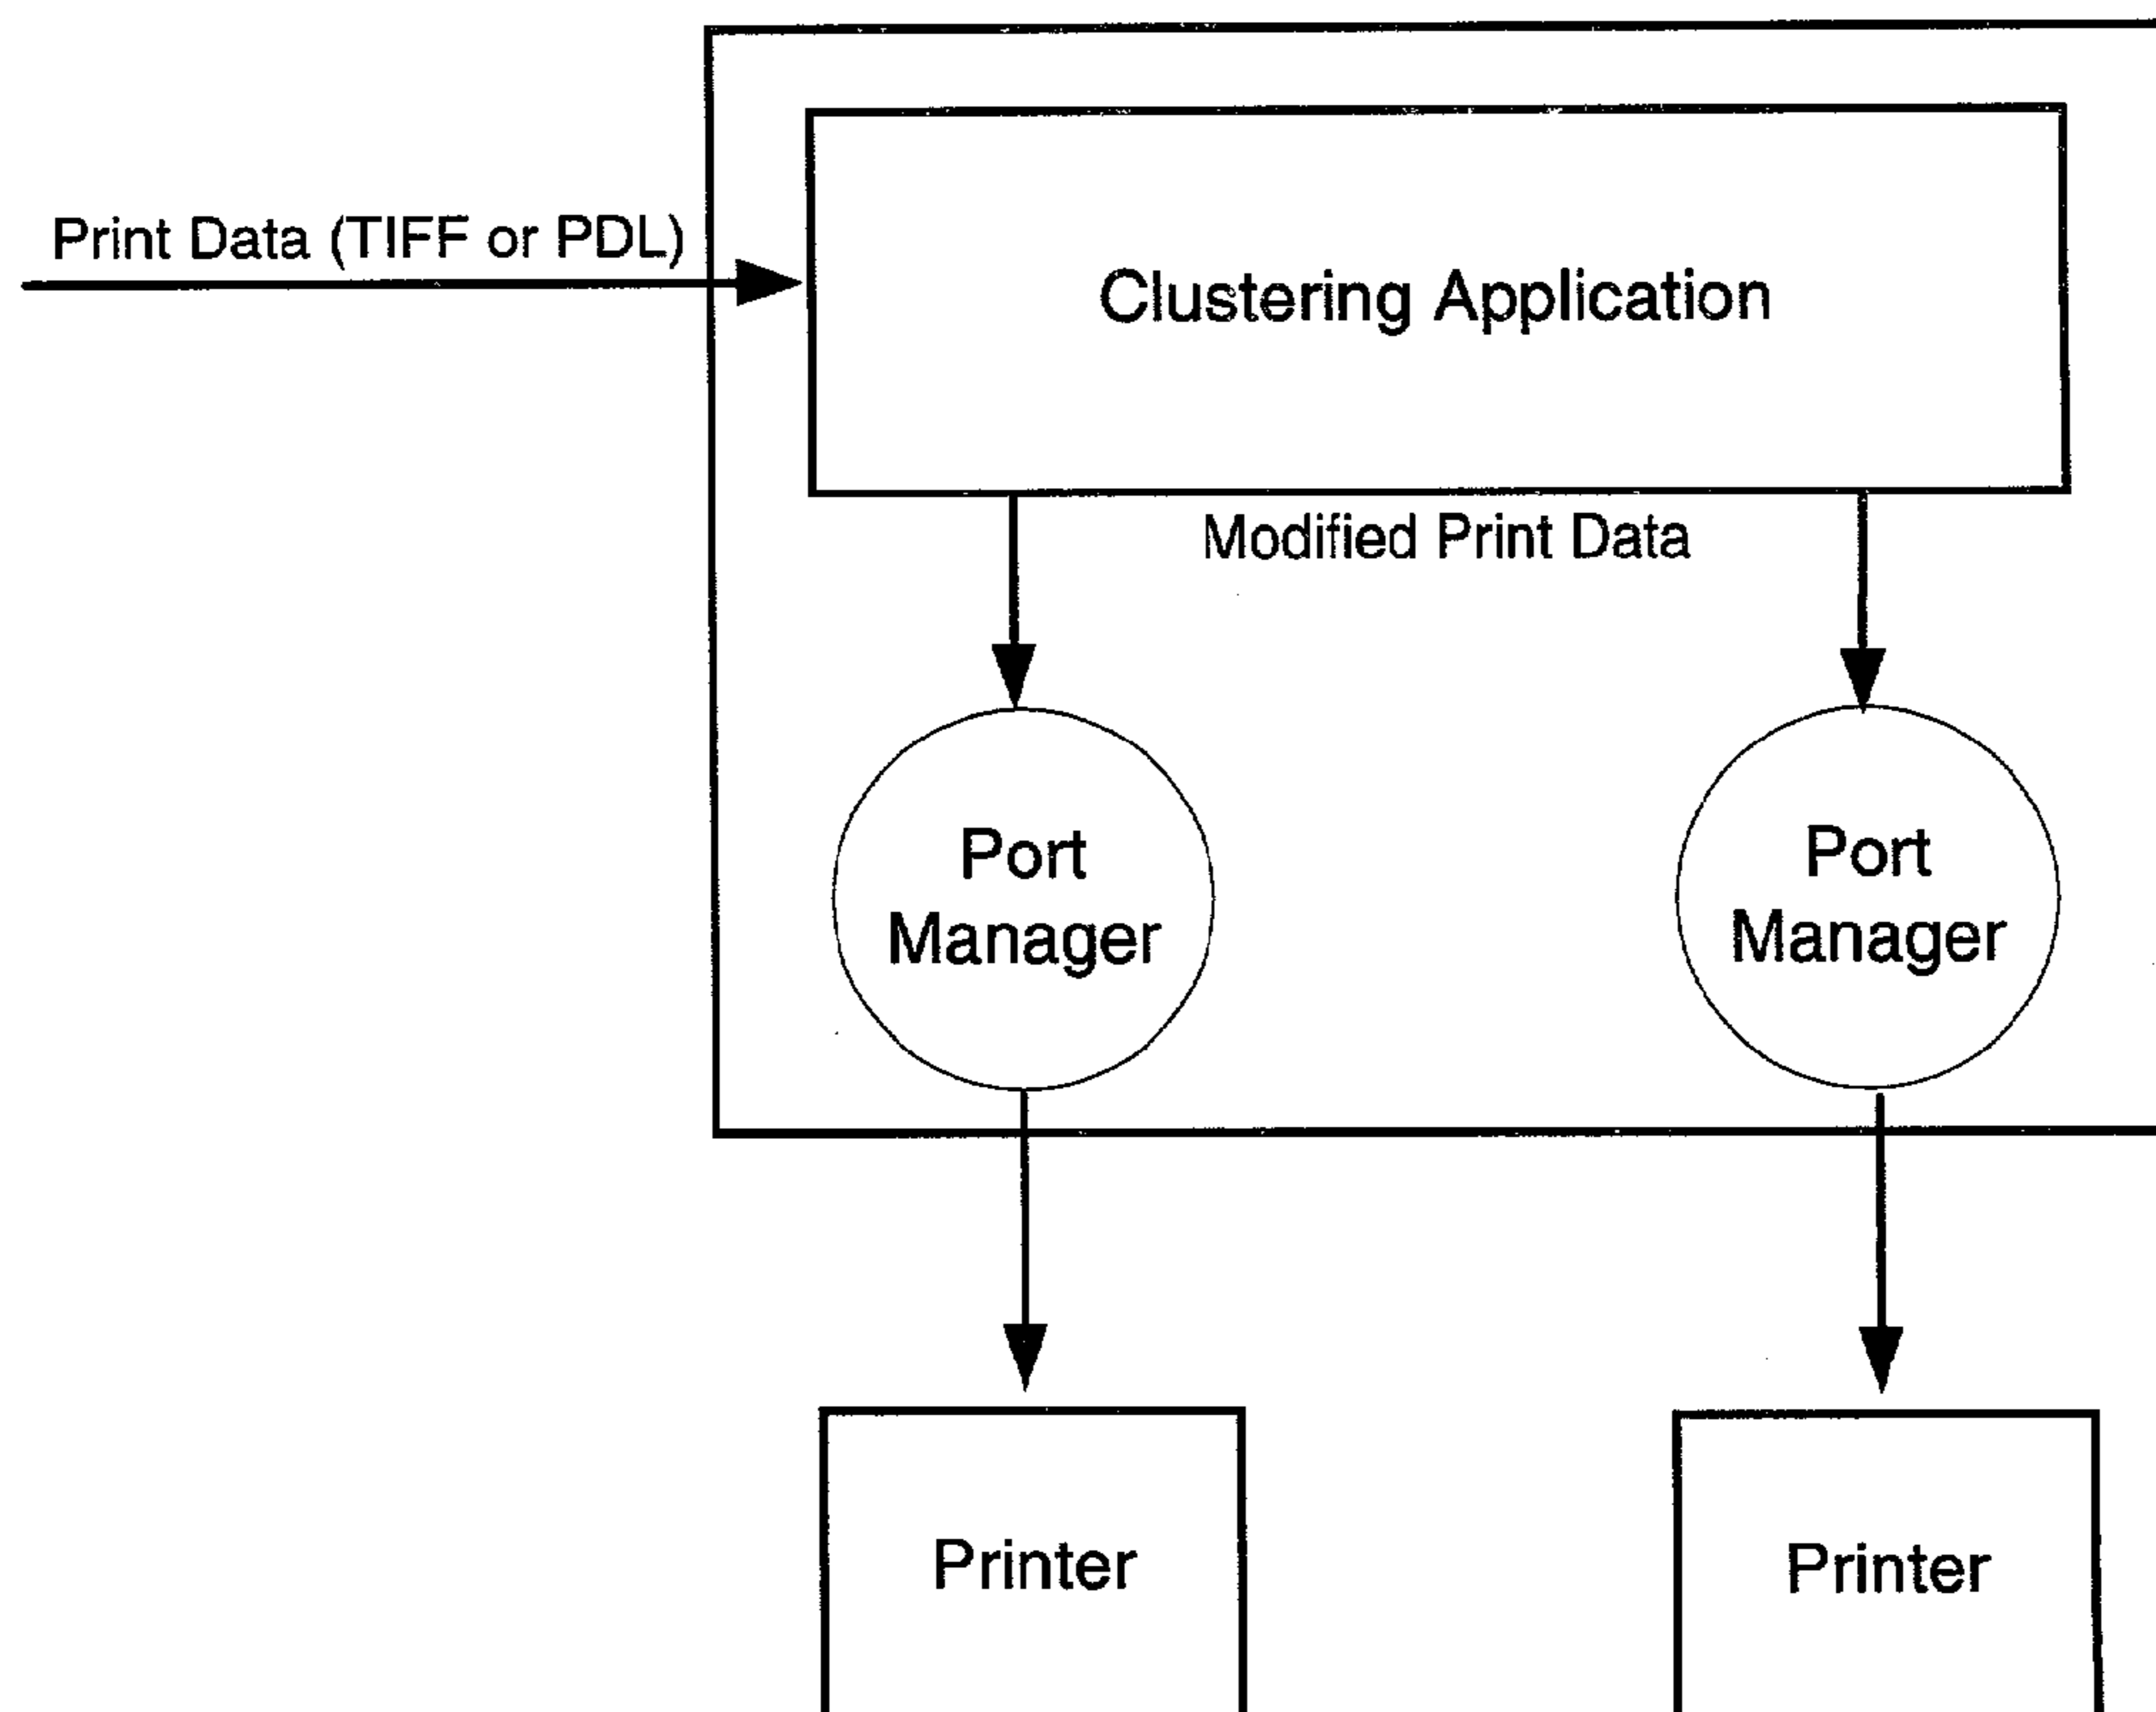 Print Data (TIFF or PDL)
Clustering Application
Modified Print Data
Port
Manager
Port
Manager
Printer
Printer